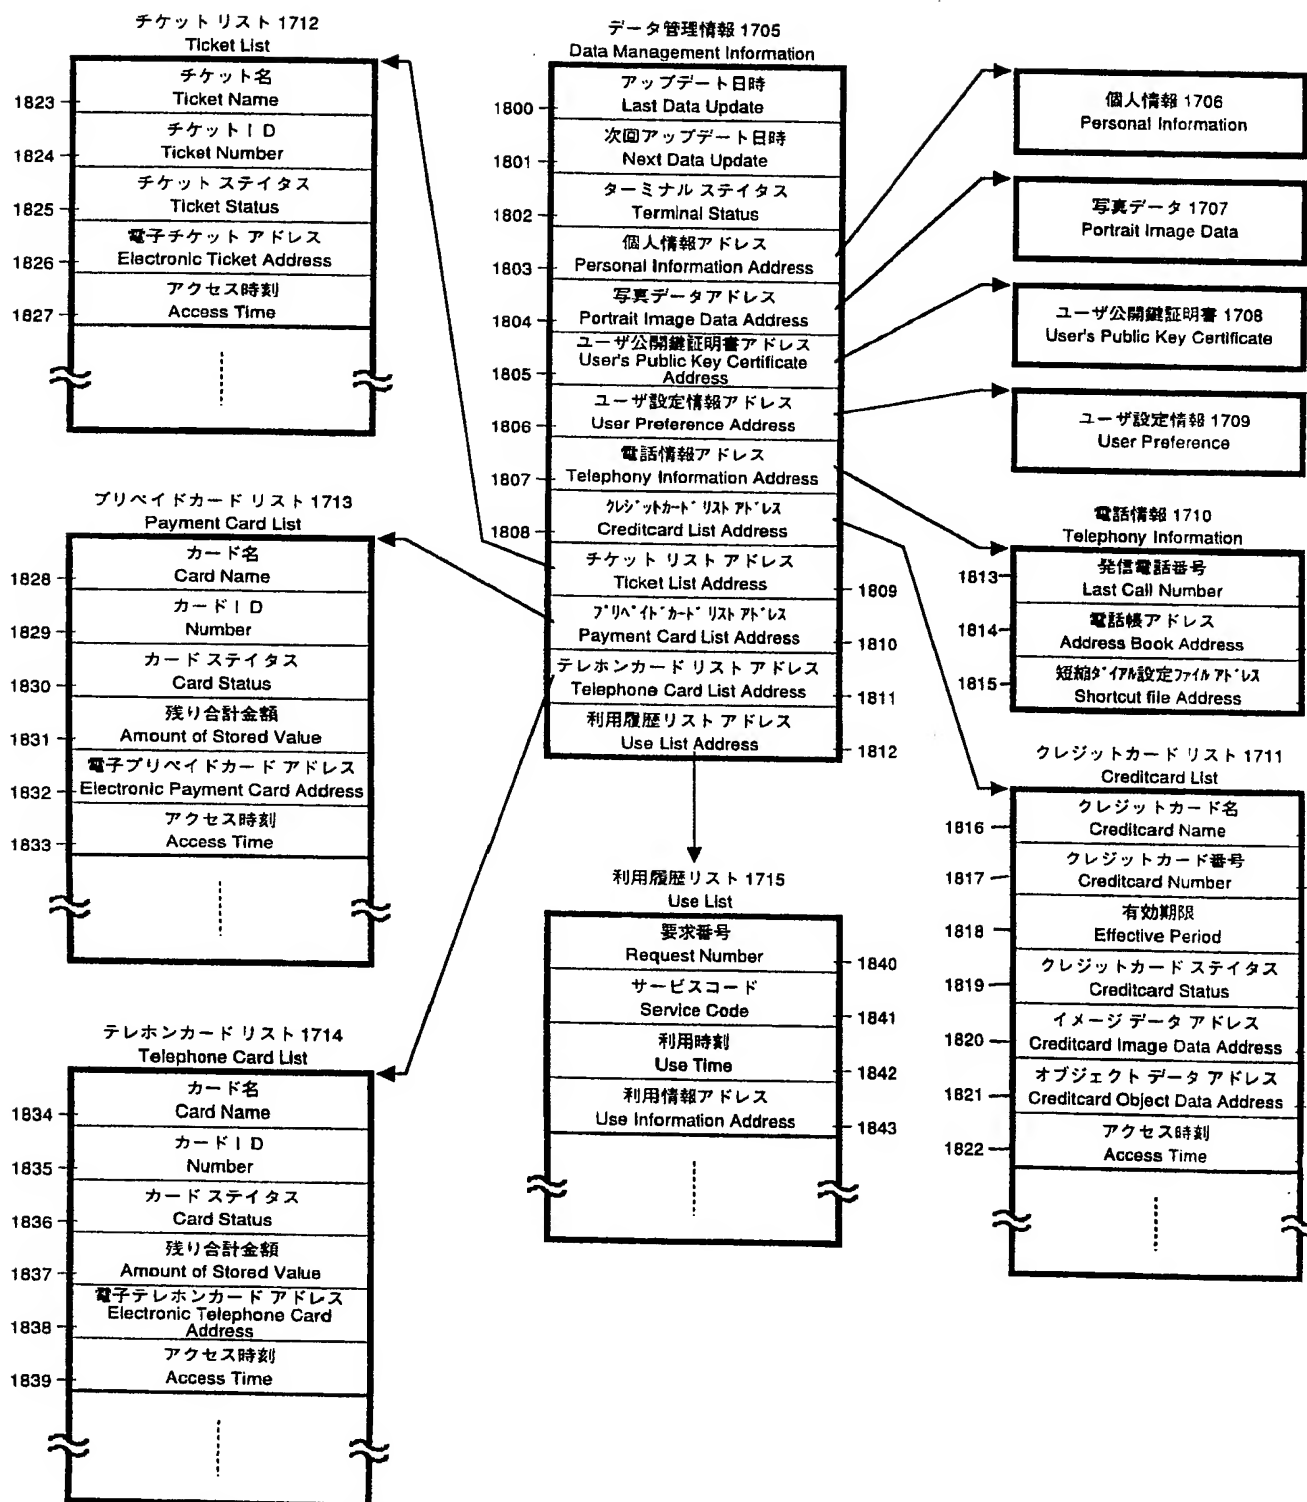 チケット リスト 1712
Ticket List
1823
チケット名
Ticket Name
1824
チケットID
Ticket Number
1825
チケット ステイタス
Ticket Status
1826
電子チケット アドレス
Electronic Ticket Address
1827
アクセス時刻
Access Time
プリペイドカード リスト 1713
Payment Card List
1828
カード名
Card Name
1829
カードID
Number
1830
カード ステイタス
Card Status
1831
残り合計金額
Amount of Stored Value
1832
電子プリペイドカード アドレス
Electronic Payment Card Address
1833
アクセス時刻
Access Time
テレホンカード リスト 1714
Telephone Card List
1834
カード名
Card Name
1835
カードID
Number
1836
カード ステイタス
Card Status
1837
残り合計金額
Amount of Stored Value
1838
電子テレホンカード アドレス
Electronic Telephone Card
Address
1839
アクセス時刻
Access Time
データ管理情報 1705
Data Management Information
1800
アップデート日時
Last Data Update
1801
次回アップデート日時
Next Data Update
1802
ターミナル ステイタス
Terminal Status
1803
個人情報アドレス
Personal Information Address
1804
写真データアドレス
Portrait Image Data Address
1805
ユーザ公開鍵証明書アドレス
User's Public Key Certificate
Address
1806
ユーザ設定情報アドレス
User Preference Address
1807
電話情報アドレス
Telephony Information Address
1808
クレジットカード リスト アドレス
Creditcard List Address
チケット リスト アドレス
Ticket List Address
1809
プリペイドカード リスト アドレス
Payment Card List Address
1810
テレホンカード リスト アドレス
Telephone Card List Address
1811
利用履歴リスト アドレス
Use List Address
1812
利用履歴リスト 1715
Use List
要求番号
Request Number
1840
サービスコード
Service Code
1841
利用時刻
Use Time
1842
利用情報アドレス
Use Information Address
1843
個人情報 1706
Personal Information
写真データ 1707
Portrait Image Data
ユーザ公開鍵証明書 1708
User's Public Key Certificate
ユーザ設定情報 1709
User Preference
電話情報 1710
Telephony Information
1813
発信電話番号
Last Call Number
1814
電話帳アドレス
Address Book Address
1815
短縮ダイアル設定ファイル アドレス
Shortcut file Address
クレジットカード リスト 1711
Creditcard List
1816
クレジットカード名
Creditcard Name
1817
クレジットカード番号
Creditcard Number
1818
有効期限
Effective Period
1819
クレジットカード ステイタス
Creditcard Status
1820
イメージ データ アドレス
Creditcard Image Data Address
1821
オブジェクト データ アドレス
Creditcard Object Data Address
1822
アクセス時刻
Access Time